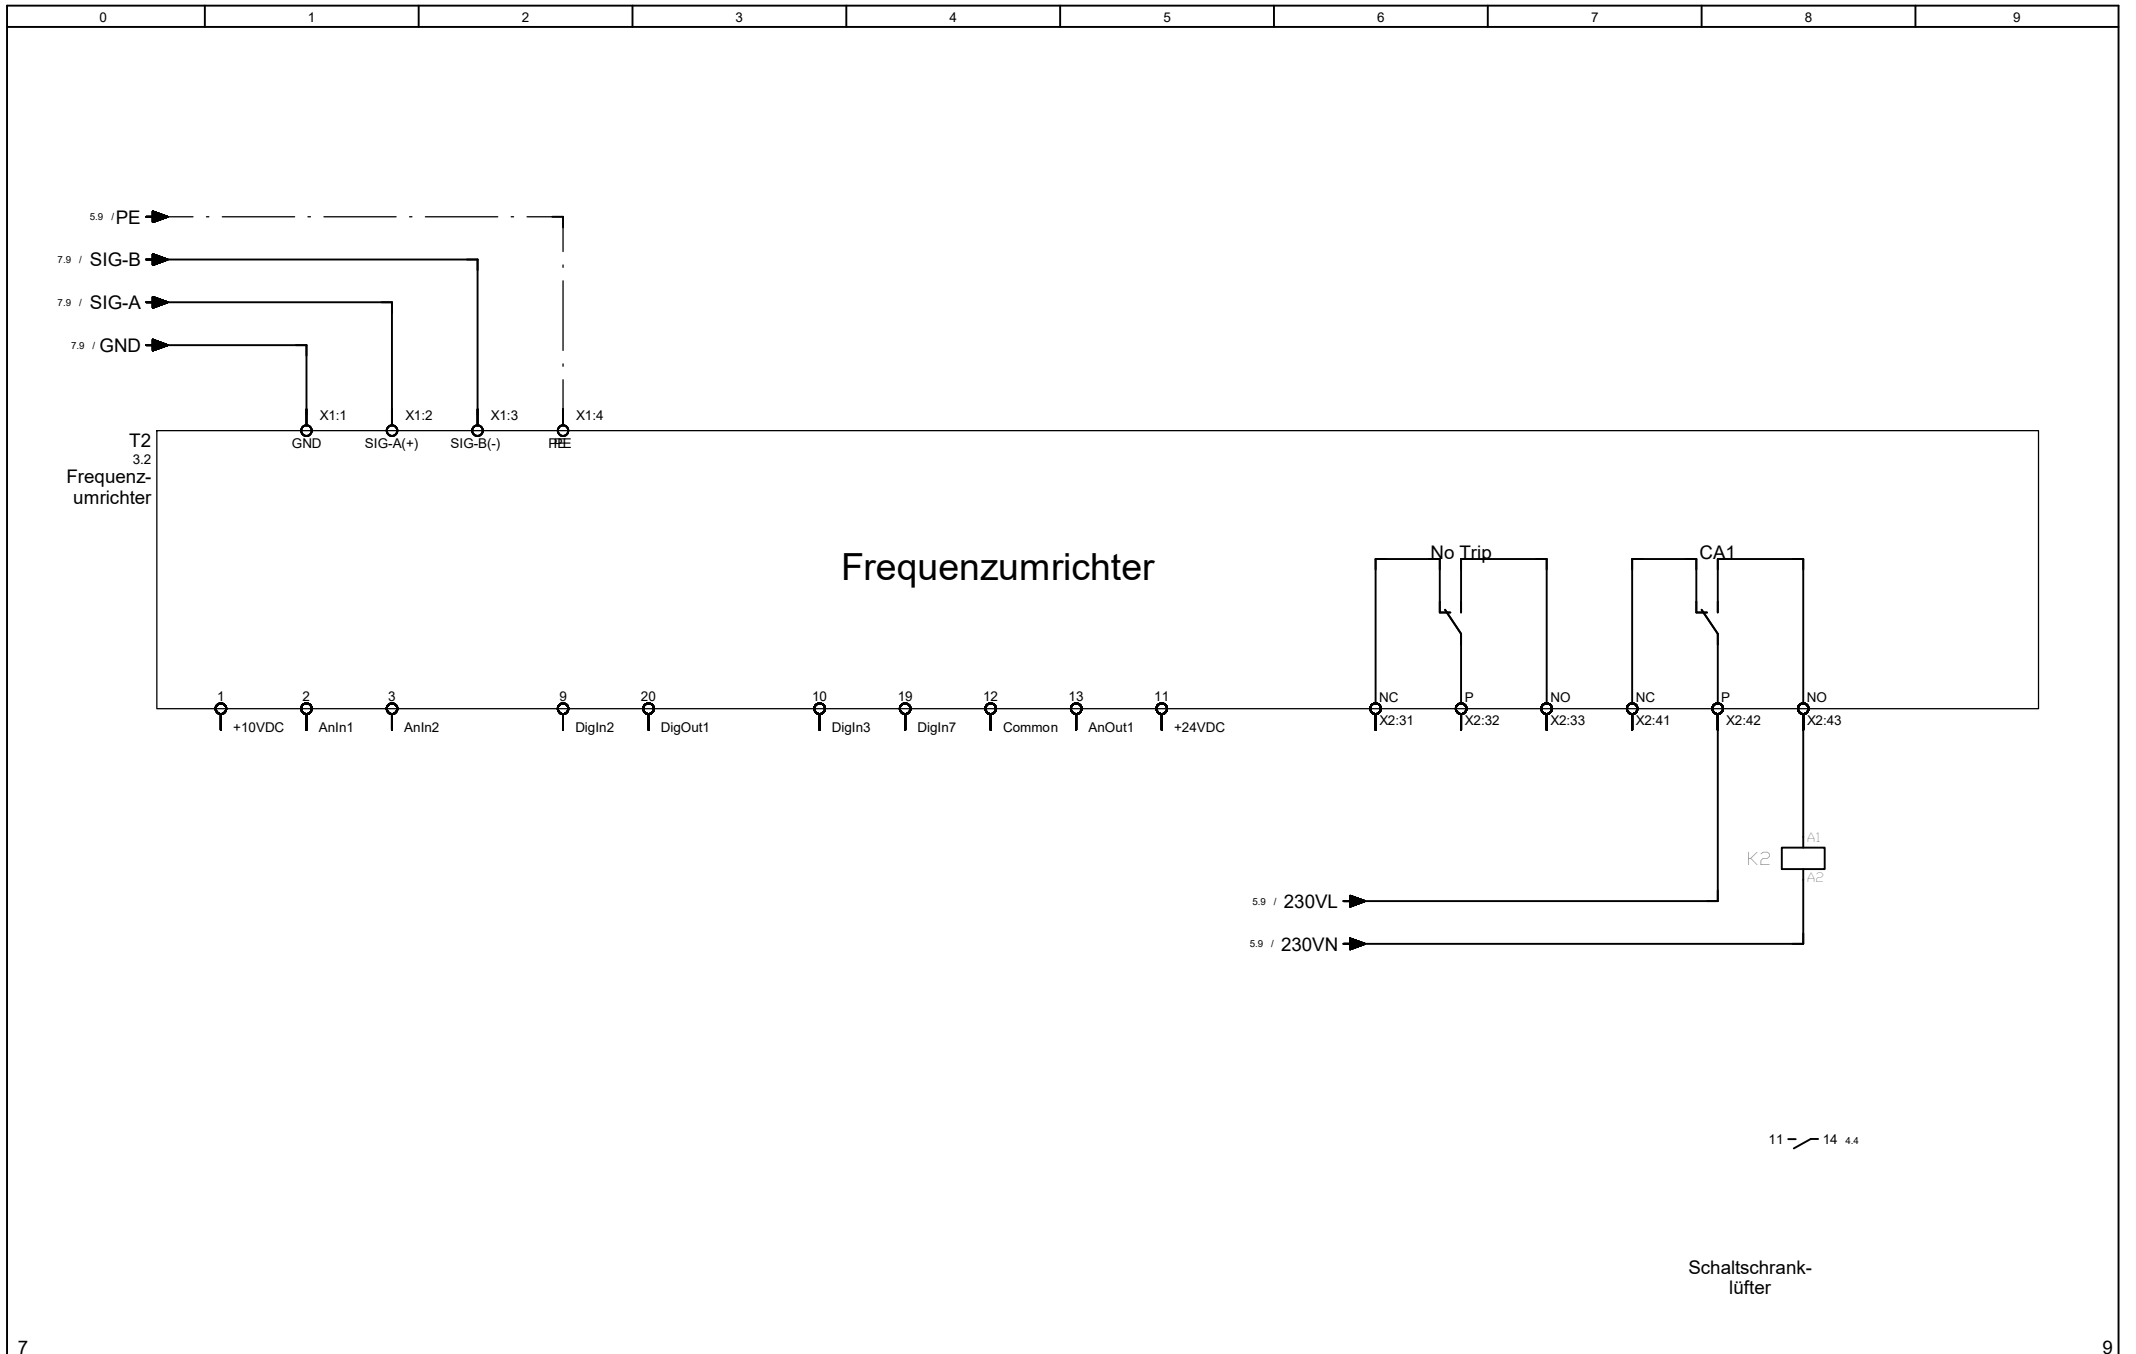 0 1 2 3 4 5 6 7 8 9
5.9 / PE
7.9 / SIG-B
7.9 / SIG-A
7.9 / GND
X1:1 X1:2 X1:3 X1:4
GND SIG-A(+) SIG-B(-) PE
T2
3.2
Frequenz-
umrichter
Frequenzumrichter
No Trip CA1
1 2 3 9 20 10 19 12 13 11 NC P NO NC P NO
+10VDC AnIn1 AnIn2 DigIn2 DigOut1 DigIn3 DigIn7 Common AnOut1 +24VDC X2:31 X2:32 X2:33 X2:41 X2:42 X2:43
A1
K2
A2
5.9 / 230VL
5.9 / 230VN
11 14 4.4
Schaltschrank-
lüfter
7 9